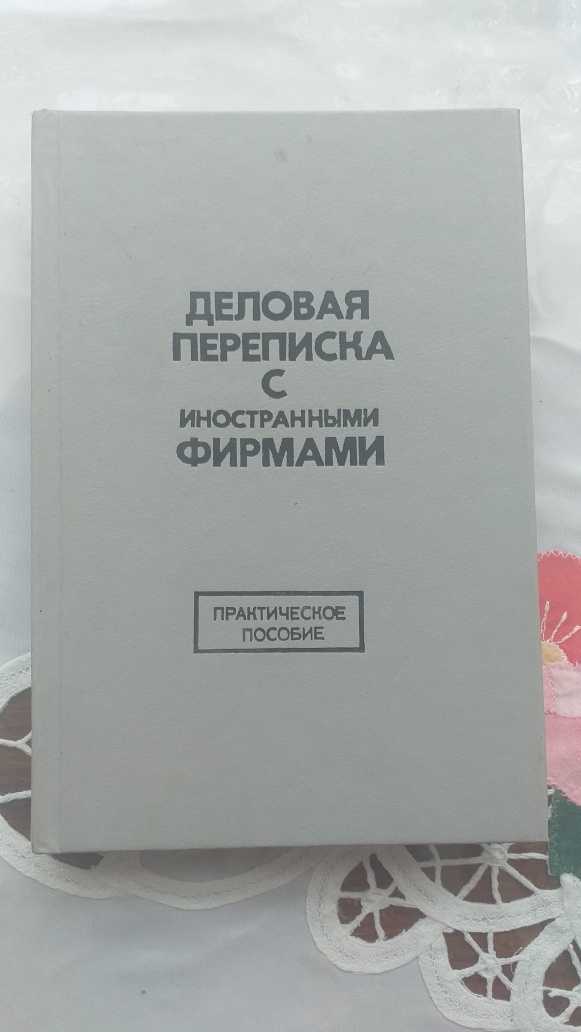 ДЕЛОВАЯ
ПЕРЕПИСКА
С
ИНОСТРАННЫМИ
ФИРМАМИ
ПРАКТИЧЕСКОЕ
ПОСОБИЕ